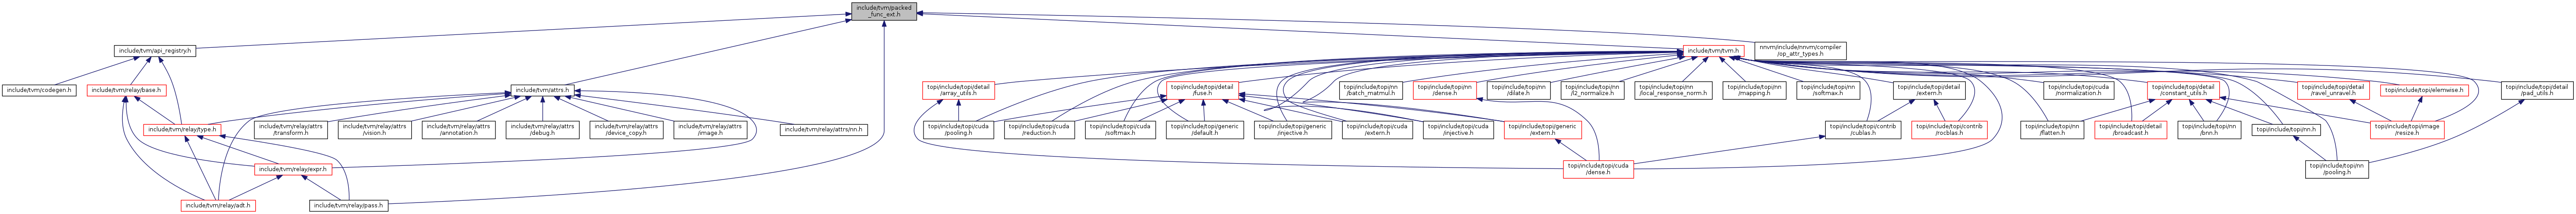 include/tvm/packed
_func_ext.h
include/tvm/api_registry.h
include/tvm/tvm.h
nnvm/include/nnvm/compiler
/op_attr_types.h
include/tvm/codegen.h
include/tvm/relay/base.h
include/tvm/attrs.h
topi/include/topi/detail
/array_utils.h
topi/include/topi/detail
/fuse.h
topi/include/topi/nn
/batch_matmul.h
topi/include/topi/nn
/dense.h
topi/include/topi/nn
/dilate.h
topi/include/topi/nn
/l2_normalize.h
topi/include/topi/nn
/local_response_norm.h
topi/include/topi/nn
/mapping.h
topi/include/topi/nn
/softmax.h
topi/include/topi/detail
/extern.h
topi/include/topi/cuda
/normalization.h
topi/include/topi/detail
/constant_utils.h
topi/include/topi/detail
/ravel_unravel.h
topi/include/topi/elemwise.h
topi/include/topi/detail
/pad_utils.h
include/tvm/relay/type.h
include/tvm/relay/attrs
/transform.h
include/tvm/relay/attrs
/vision.h
include/tvm/relay/attrs
/annotation.h
include/tvm/relay/attrs
/debug.h
include/tvm/relay/attrs
/device_copy.h
include/tvm/relay/attrs
/image.h
include/tvm/relay/attrs/nn.h
topi/include/topi/cuda
/pooling.h
topi/include/topi/cuda
/reduction.h
topi/include/topi/cuda
/softmax.h
topi/include/topi/generic
/default.h
topi/include/topi/generic
/injective.h
topi/include/topi/cuda
/extern.h
topi/include/topi/cuda
/injective.h
topi/include/topi/generic
/extern.h
topi/include/topi/contrib
/cublas.h
topi/include/topi/contrib
/rocblas.h
topi/include/topi/nn
/flatten.h
topi/include/topi/detail
/broadcast.h
topi/include/topi/nn
/bnn.h
topi/include/topi/nn.h
topi/include/topi/image
/resize.h
include/tvm/relay/expr.h
topi/include/topi/cuda
/dense.h
topi/include/topi/nn
/pooling.h
include/tvm/relay/adt.h
include/tvm/relay/pass.h